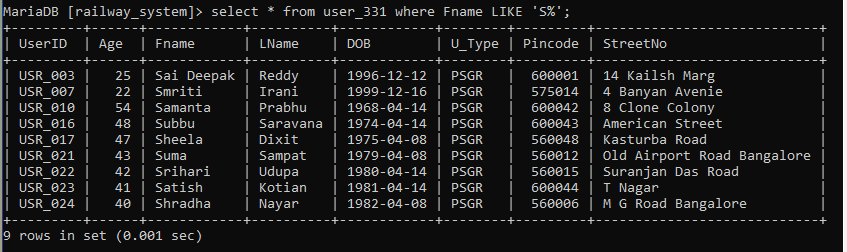 MariaDB [railway_system]> select * from user_331 where Fname LIKE 'S%';
+---------+------+------------+----------+------------+--------+---------+----------------------------+
| UserID  | Age  | Fname      | LName    | DOB        | U_Type | Pincode | StreetNo                   |
+---------+------+------------+----------+------------+--------+---------+----------------------------+
| USR_003 |   25 | Sai Deepak | Reddy    | 1996-12-12 | PSGR   |  600001 | 14 Kailsh Marg             |
| USR_007 |   22 | Smriti     | Irani    | 1999-12-16 | PSGR   |  575014 | 4 Banyan Avenie            |
| USR_010 |   54 | Samanta    | Prabhu   | 1968-04-14 | PSGR   |  600042 | 8 Clone Colony             |
| USR_016 |   48 | Subbu      | Saravana | 1974-04-14 | PSGR   |  600043 | American Street            |
| USR_017 |   47 | Sheela     | Dixit    | 1975-04-08 | PSGR   |  560048 | Kasturba Road              |
| USR_021 |   43 | Suma       | Sampat   | 1979-04-08 | PSGR   |  560012 | Old Airport Road Bangalore |
| USR_022 |   42 | Srihari    | Udupa    | 1980-04-14 | PSGR   |  560015 | Suranjan Das Road          |
| USR_023 |   41 | Satish     | Kotian   | 1981-04-14 | PSGR   |  600044 | T Nagar                    |
| USR_024 |   40 | Shradha    | Nayar    | 1982-04-08 | PSGR   |  560006 | M G Road Bangalore         |
+---------+------+------------+----------+------------+--------+---------+----------------------------+
9 rows in set (0.001 sec)